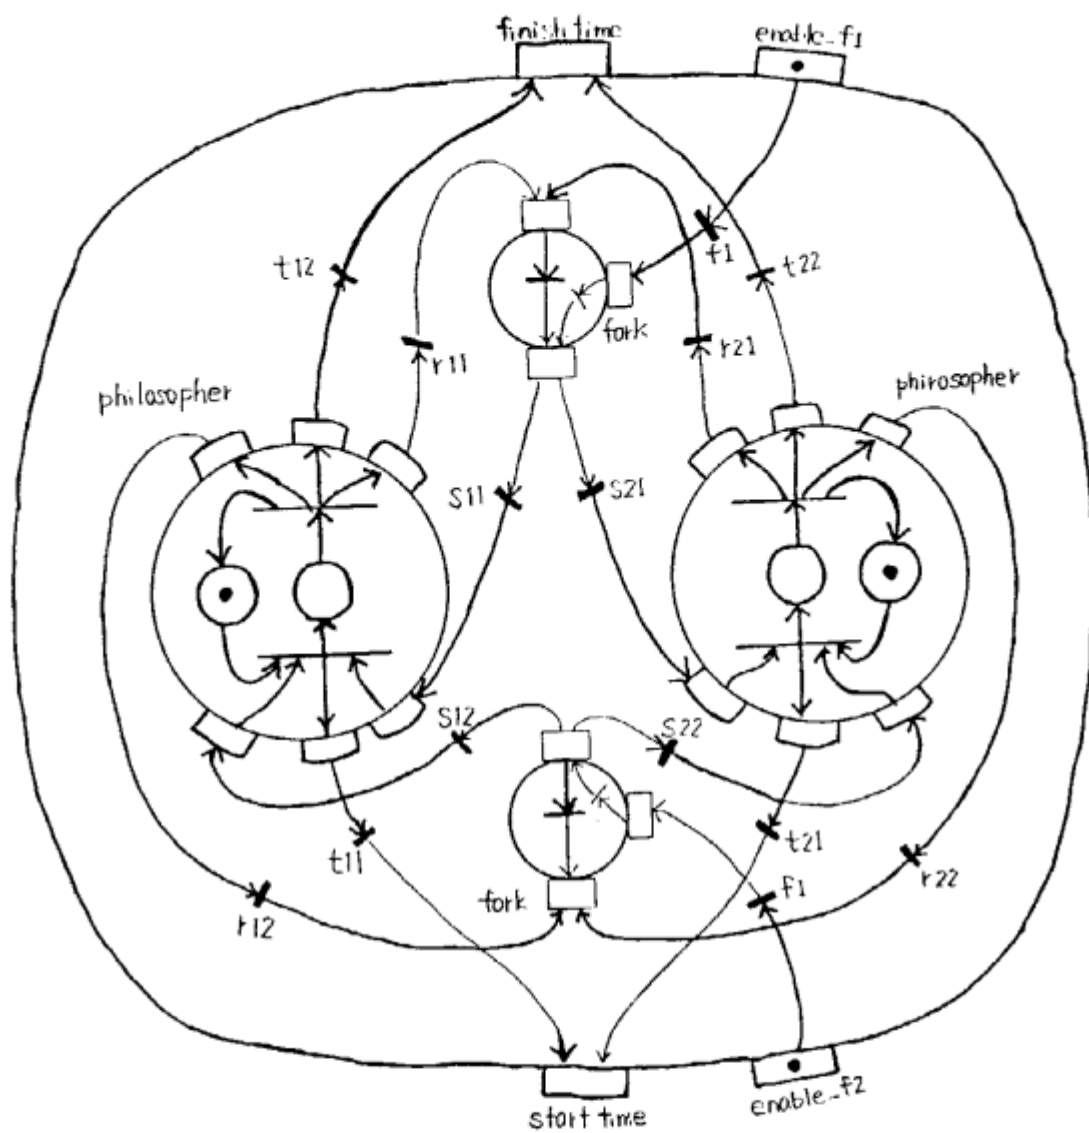 finish time
enable_f1
t12
f1
t22
fork
r11
r21
philosopher
phirosopher
S11
S21
S12
S22
t11
t21
fork
f1
r22
r12
start time
enable_f2